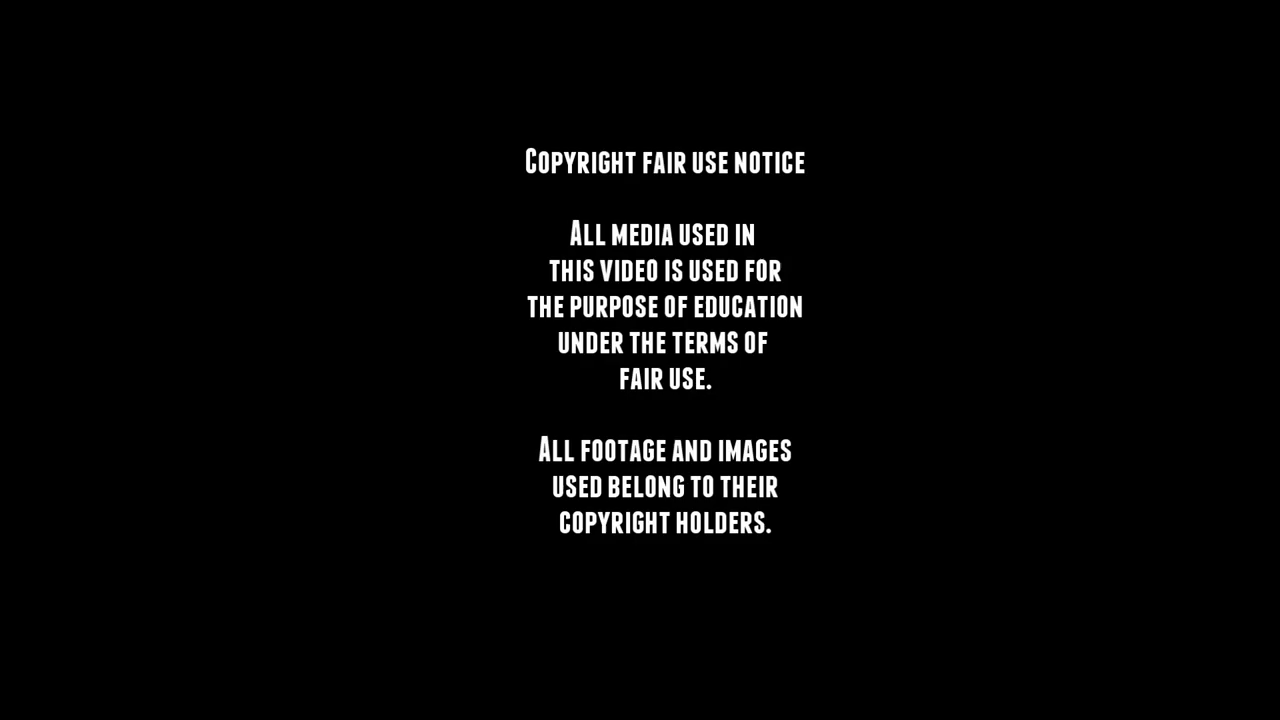 Copyright fair use notice
All media used in
this video is used for
the purpose of education
under the terms of
fair use.
All footage and images
used belong to their
copyright holders.